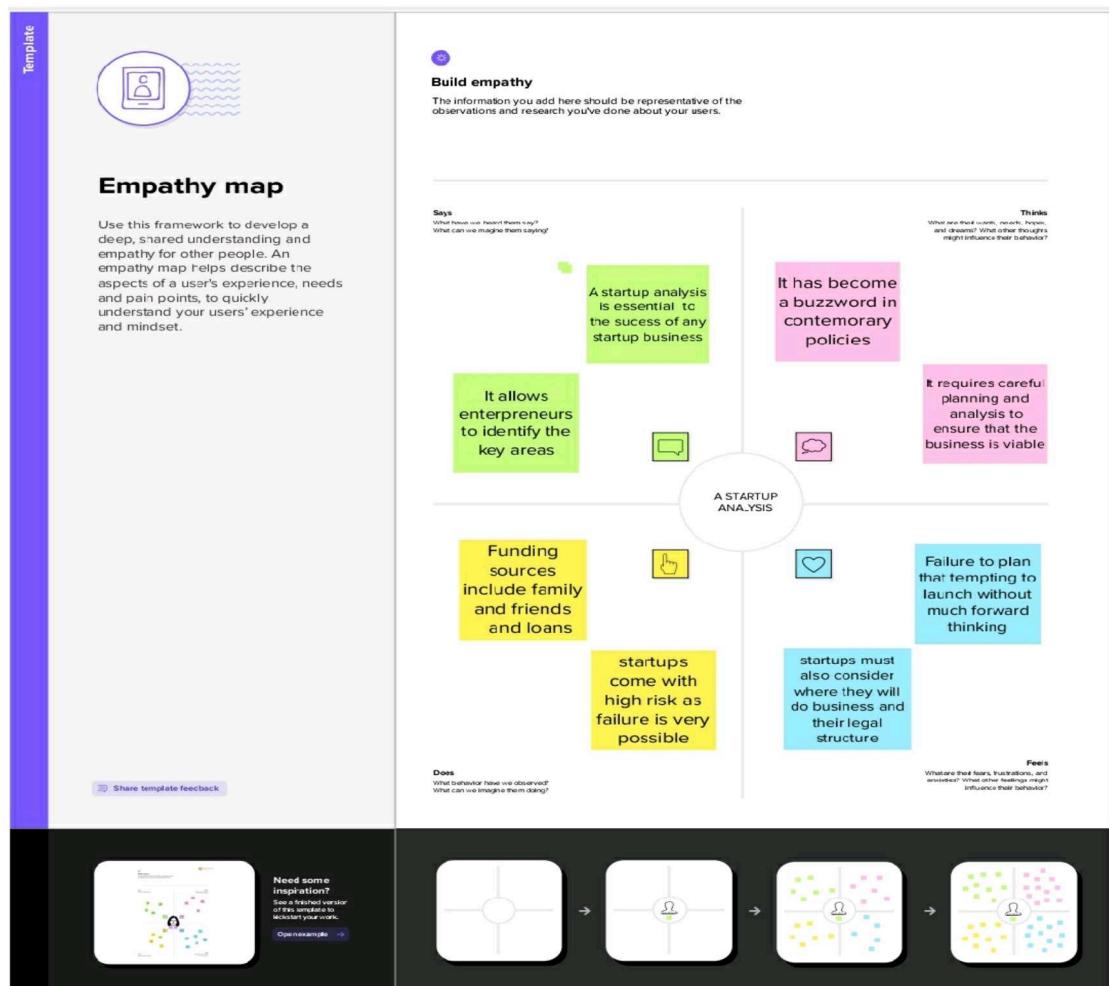 Template
Empathy map
Use this framework to develop a
deep, shared understanding and
empathy for other people. An
empathy map helps describe the
aspects of a user's experience, needs
and pain points, to quickly
understand your users' experience
and mindset.
Share template feedback
Build empathy
The information you add here should be representative of the
observations and research you've done about your users.
Says
What have we heard them say?
What can we imagine them saying?
Thinks
What are their wants, needs, hopes,
and dreams? What other thoughts
might influence their behavior?
A startup analysis
is essential to
the sucess of any
startup business
It allows
enterpreneurs
to identify the
key areas
It has become
a buzzword in
contemorary
policies
It requires careful
planning and
analysis to
ensure that the
business is viable
A STARTUP
ANALYSIS
Funding
sources
include family
and friends
and loans
startups
come with
high risk as
failure is very
possible
Failure to plan
that tempting to
launch without
much forward
thinking
startups must
also consider
where they will
do business and
their legal
structure
Does
What behavior have we observed?
What can we imagine them doing?
Feels
What are their fears, frustrations, and
anxieties? What other feelings might
influence their behavior?
Need some
inspiration?
See a finished version
of this template to
kickstart your work.
Open example